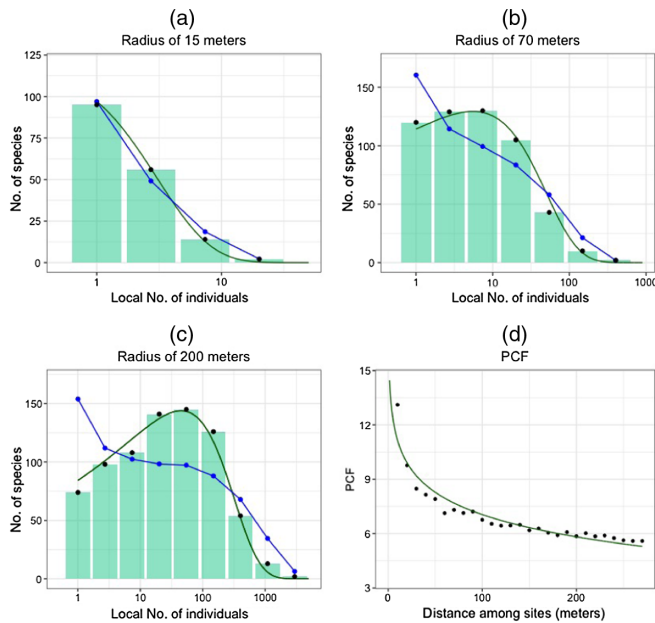 (a)
Radius of 15 meters
No. of species
125
100
75
50
25
0
1
10
Local No. of individuals
(b)
Radius of 70 meters
No. of species
150
100
50
0
1
10
100
1000
Local No. of individuals
(c)
Radius of 200 meters
No. of species
150
100
50
0
1
10
100
1000
Local No. of individuals
(d)
PCF
PCF
15
12
9
6
3
0
100
200
Distance among sites (meters)